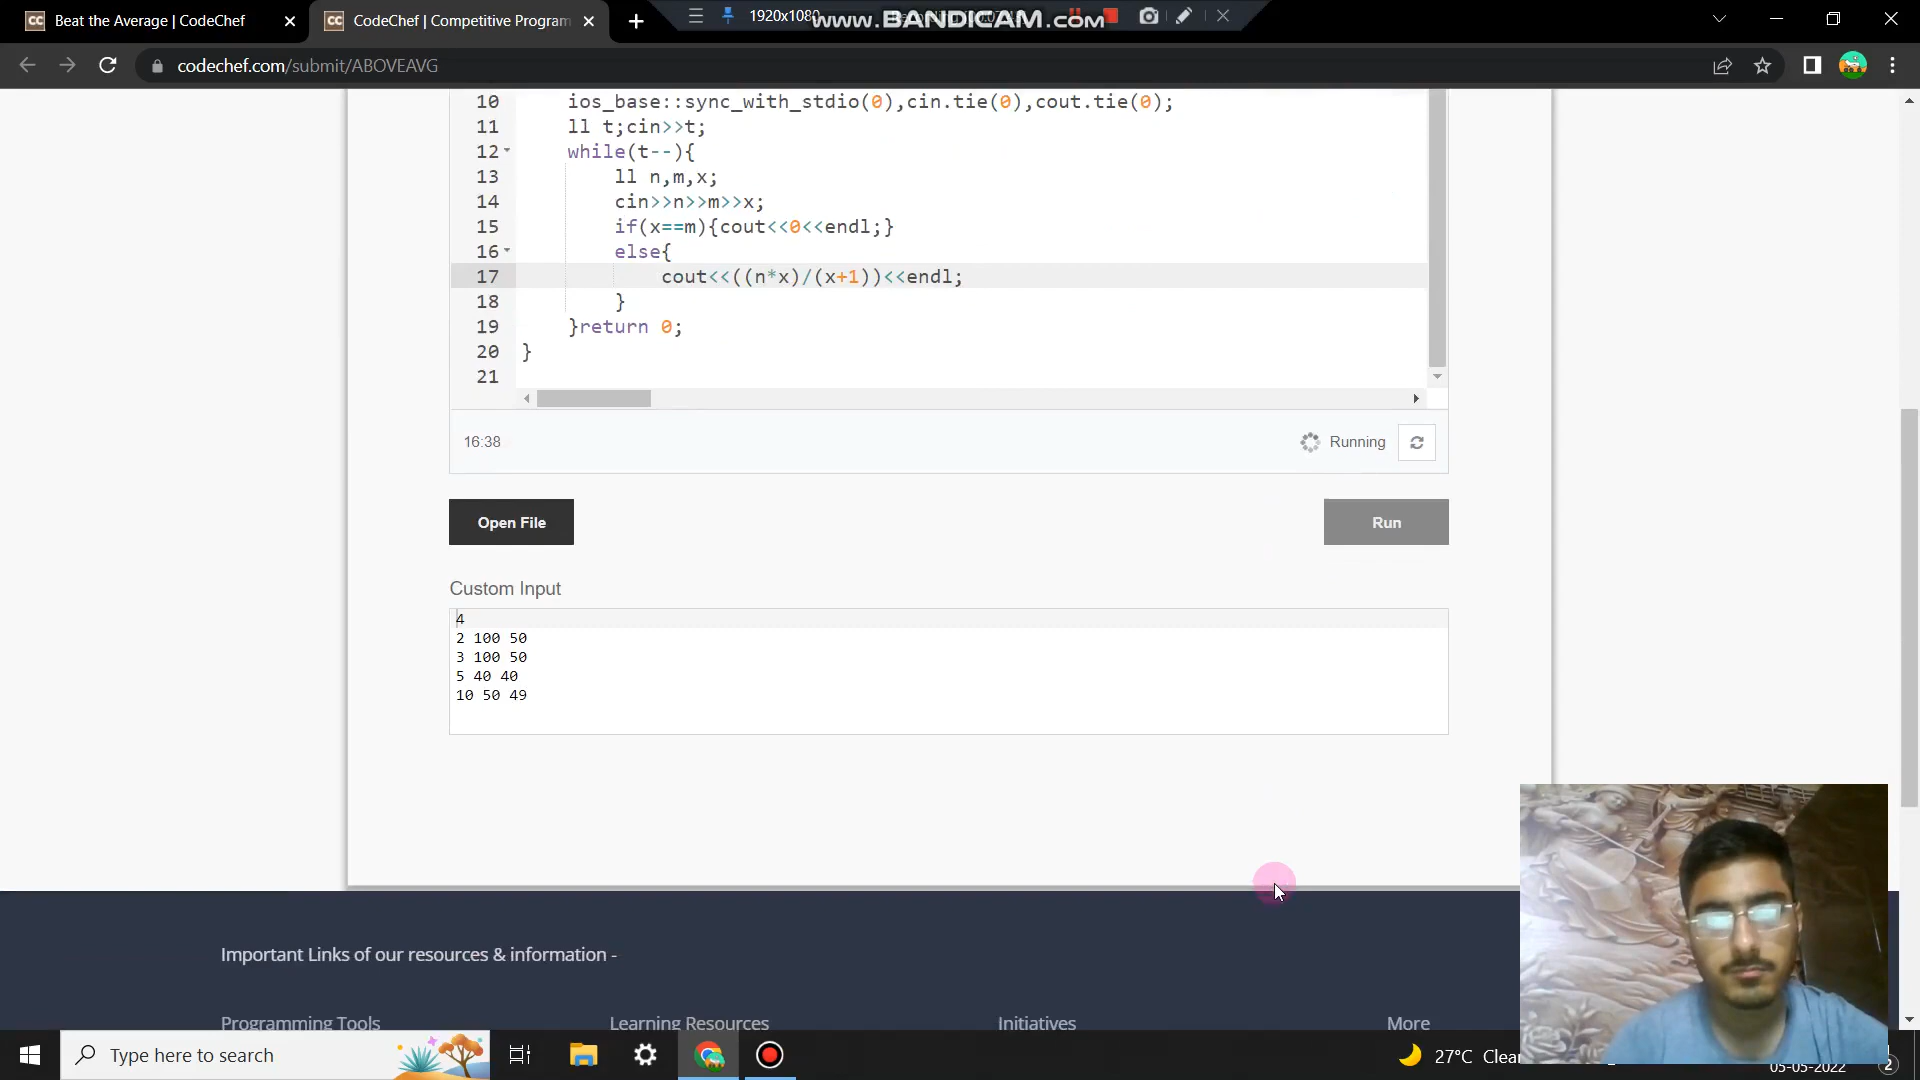 Beat the Average | CodeChef
CodeChef | Competitive Program
1920x1080
www.BANDICAM.com
codechef.com/submit/ABOVEAVG
10 ios_base::sync_with_stdio(0),cin.tie(0),cout.tie(0);
11 ll t;cin>>t;
12 while(t--){
13 ll n,m,x;
14 cin>>n>>m>>x;
15 if(x==m){cout<<0<<endl;}
16 else{
17 cout<<((n*x)/(x+1))<<endl;
18 }
19 }return 0;
20 }
21
16:38
Running
Open File
Run
Custom Input
4
2 100 50
3 100 50
5 40 40
10 50 49
Important Links of our resources & information -
Programming Tools
Learning Resources
Initiatives
More
Type here to search
27°C
05-05-2022
2